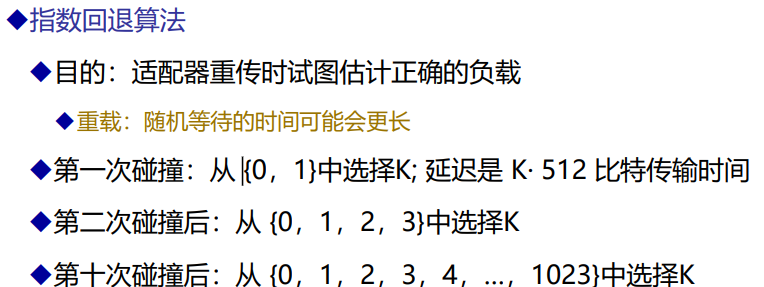 ◆指数回退算法
◆目的：适配器重传时试图估计正确的负载
◆重载：随机等待的时间可能会更长
◆第一次碰撞：从 {0，1}中选择K; 延迟是 K· 512 比特传输时间
◆第二次碰撞后：从 {0，1，2，3}中选择K
◆第十次碰撞后：从 {0，1，2，3，4，…，1023}中选择K